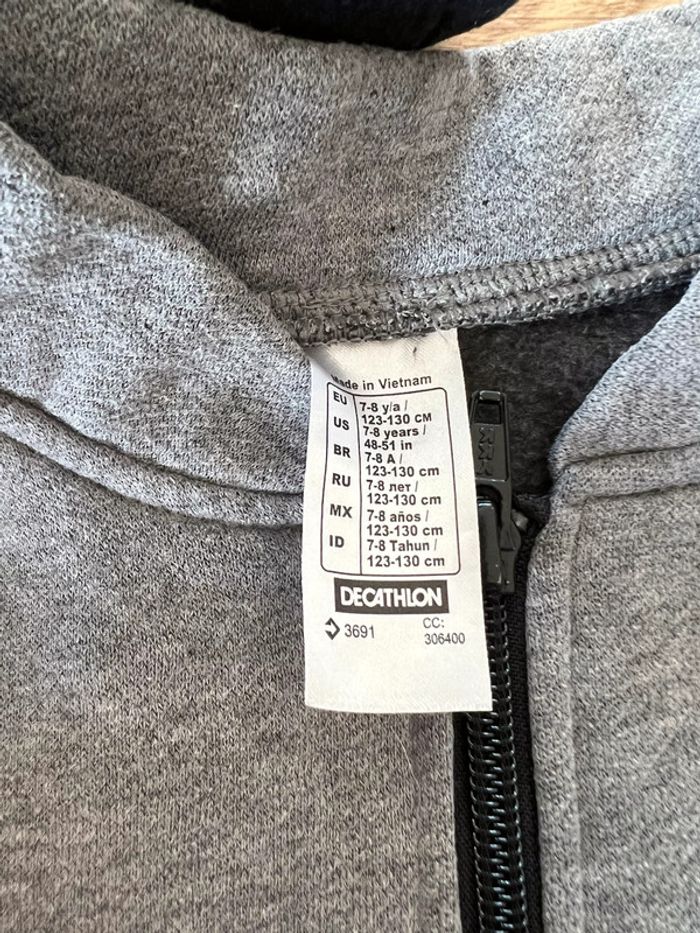 Made in Vietnam
EU 7-8 y/a /
123-130 CM
US 7-8 years /
48-51 in
BR 7-8 A /
123-130 cm
RU 7-8 лет /
123-130 cm
MX 7-8 años /
123-130 cm
ID 7-8 Tahun /
123-130 cm
DECATHLON
3691 CC:
306400